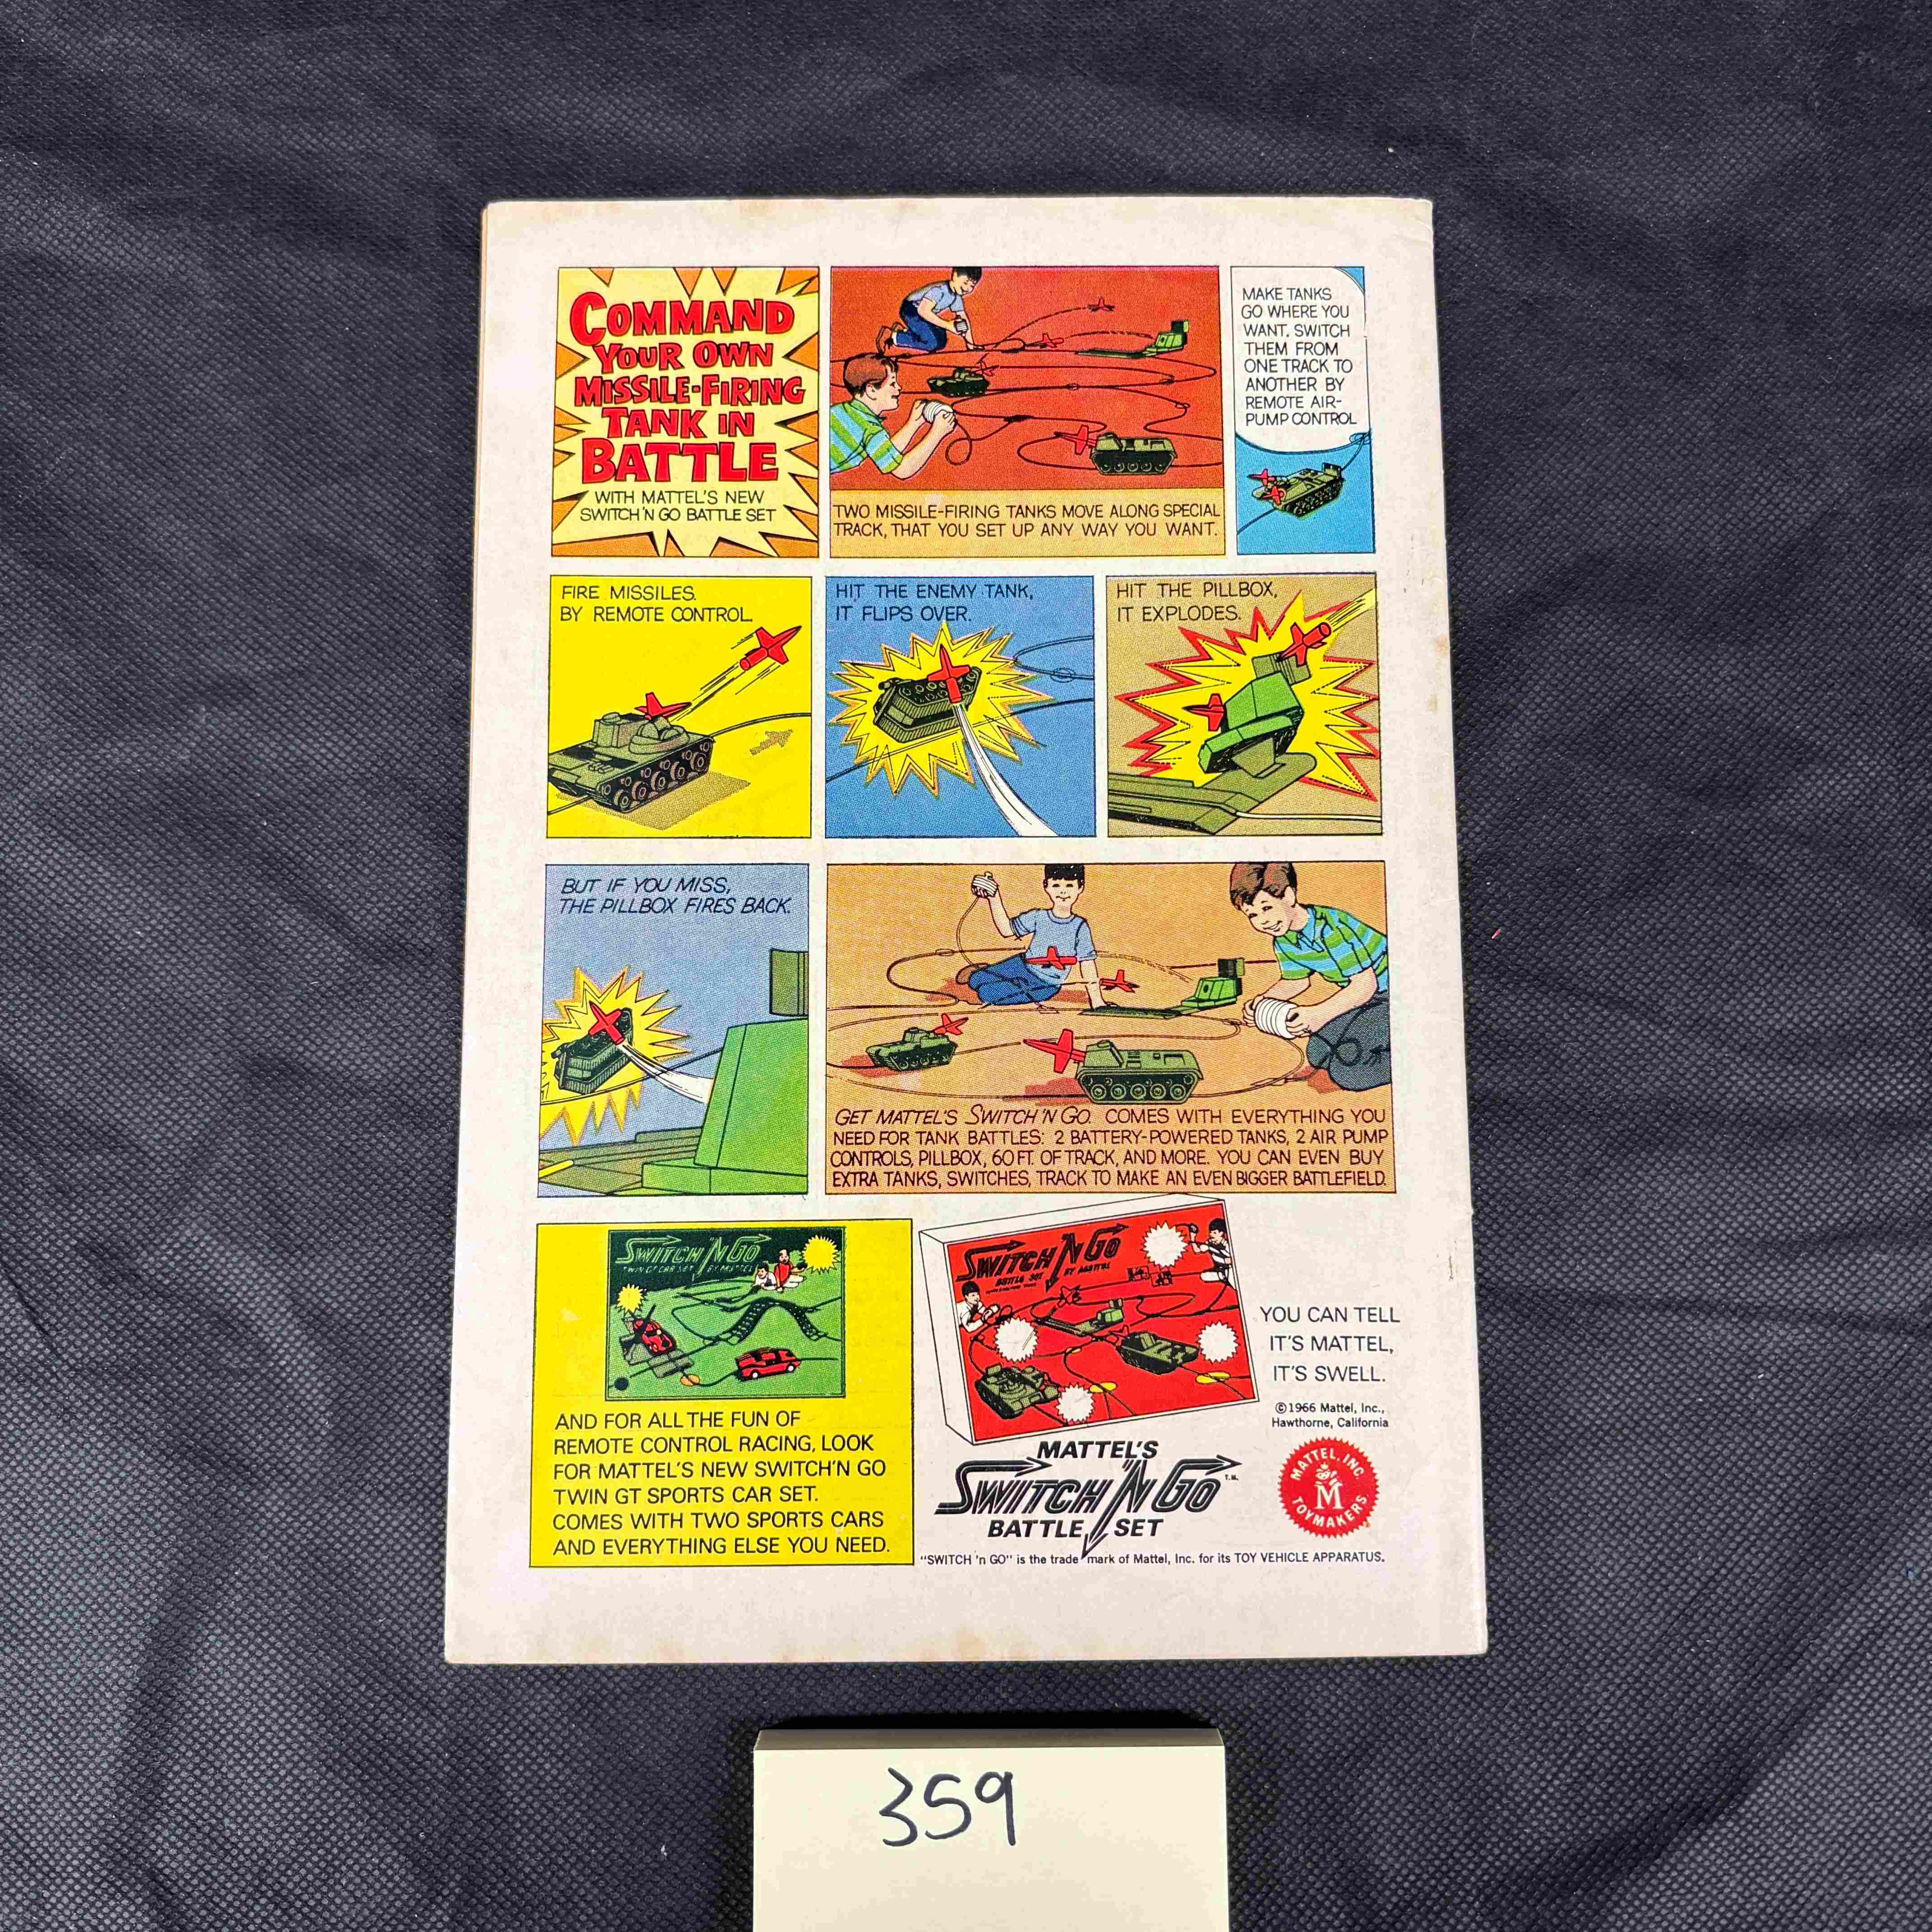 COMMAND
YOUR OWN
MISSILE-FIRING
TANK IN
BATTLE
WITH MATTEL'S NEW
SWITCH 'N GO BATTLE SET
TWO MISSILE-FIRING TANKS MOVE ALONG SPECIAL
TRACK, THAT YOU SET UP ANY WAY YOU WANT.
MAKE TANKS
GO WHERE YOU
WANT. SWITCH
THEM FROM
ONE TRACK TO
ANOTHER BY
REMOTE AIR-
PUMP CONTROL
FIRE MISSILES.
BY REMOTE CONTROL.
HIT THE ENEMY TANK,
IT FLIPS OVER.
HIT THE PILLBOX,
IT EXPLODES.
BUT IF YOU MISS,
THE PILLBOX FIRES BACK.
GET MATTEL'S SWITCH 'N GO. COMES WITH EVERYTHING YOU
NEED FOR TANK BATTLES: 2 BATTERY-POWERED TANKS, 2 AIR PUMP
CONTROLS, PILLBOX, 60 FT. OF TRACK, AND MORE. YOU CAN EVEN BUY
EXTRA TANKS, SWITCHES, TRACK TO MAKE AN EVEN BIGGER BATTLEFIELD.
SWITCH 'N GO
TWIN GT CAR SET BY MATTEL
AND FOR ALL THE FUN OF
REMOTE CONTROL RACING, LOOK
FOR MATTEL'S NEW SWITCH'N GO
TWIN GT SPORTS CAR SET.
COMES WITH TWO SPORTS CARS
AND EVERYTHING ELSE YOU NEED.
SWITCH 'N GO
BATTLE SET BY MATTEL
YOU CAN TELL
IT'S MATTEL,
IT'S SWELL.
©1966 Mattel, Inc.,
Hawthorne, California
MATTEL'S
SWITCH 'N GO T.M.
BATTLE SET
MATTEL, INC.
M
TOYMAKERS
"SWITCH 'n GO" is the trade mark of Mattel, Inc. for its TOY VEHICLE APPARATUS.
359